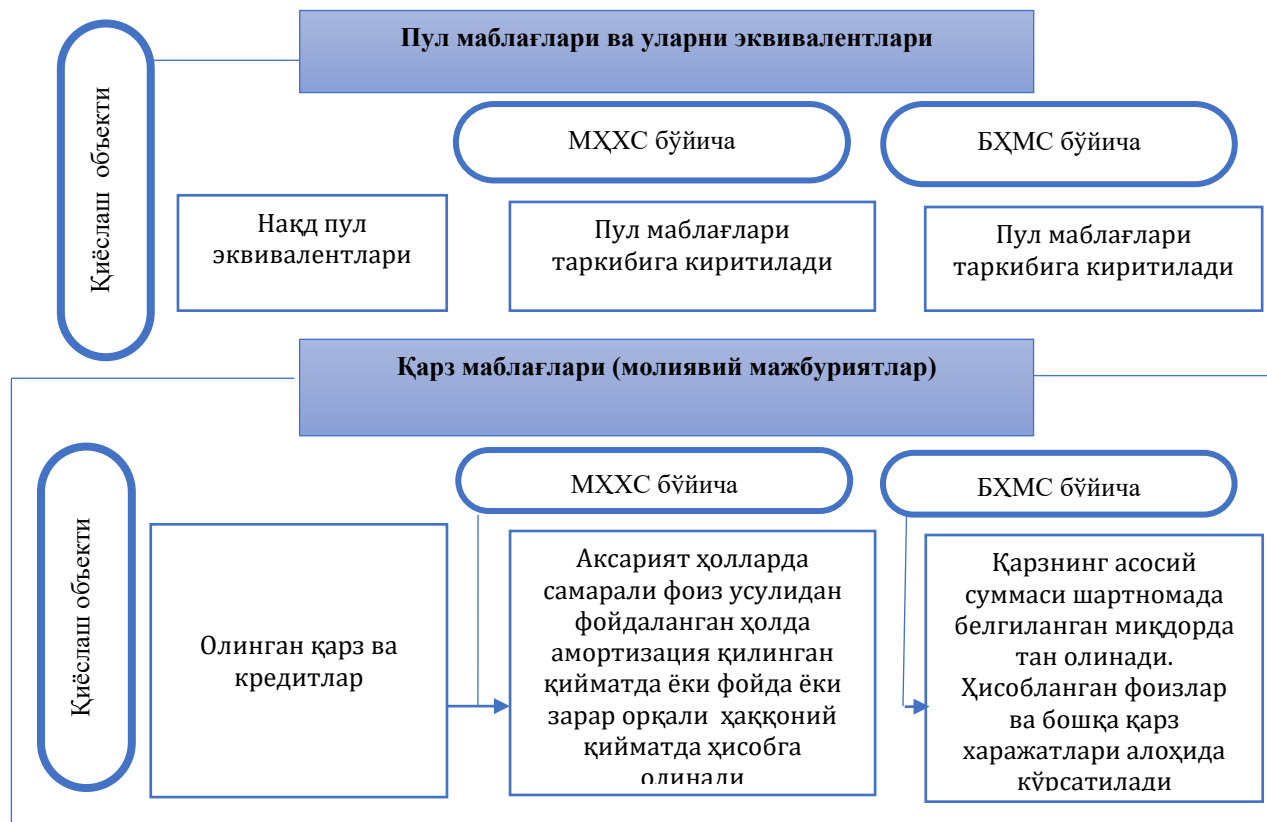 Пул маблағлари ва уларни эквивалентлари
Қиёслаш объекти
МҲХС бўйича
БҲМС бўйича
Нақд пул
эквивалентлари
Пул маблағлари
таркибига киритилади
Пул маблағлари
таркибига киритилади
Қарз маблағлари (молиявий мажбуриятлар)
Қиёслаш объекти
МҲХС бўйича
БҲМС бўйича
Олинган қарз ва
кредитлар
Аксарият ҳолларда
самарали фоиз усулидан
фойдаланган ҳолда
амортизация қилинган
қийматда ёки фойда ёки
зарар орқали ҳаққоний
қийматда ҳисобга
олинади
Қарзнинг асосий
суммаси шартномада
белгиланган миқдорда
тан олинади.
Ҳисобланган фоизлар
ва бошқа қарз
харажатлари алоҳида
кўрсатилади